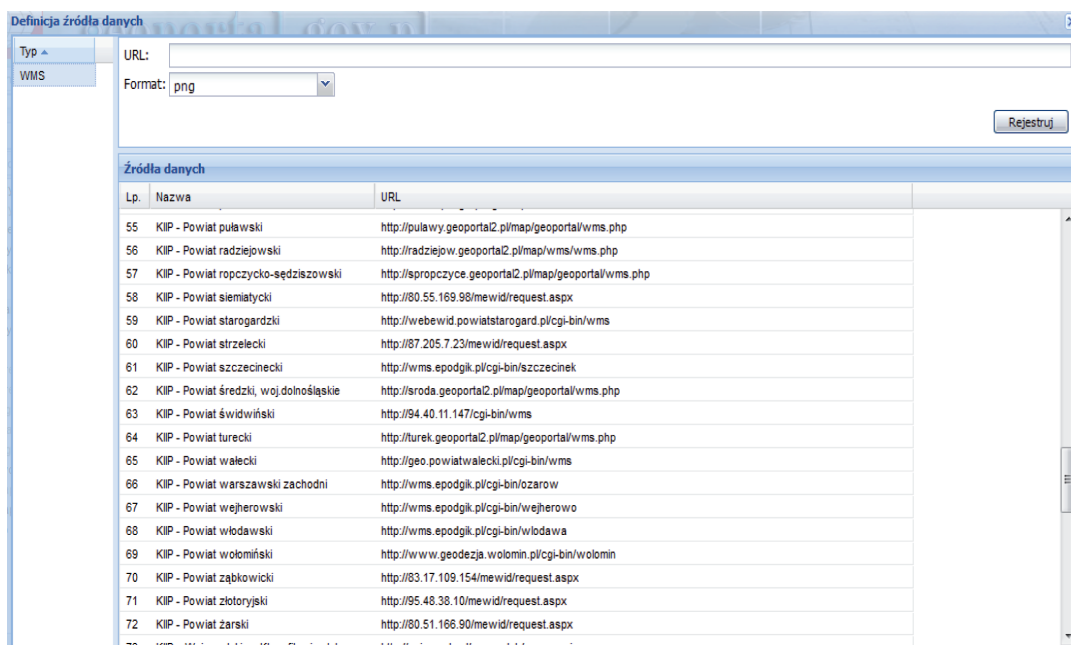 Definicja źródła danych
Typ
WMS
URL:
Format: png
Rejestruj
Źródła danych
Lp. Nazwa URL
55 KIIP - Powiat puławski http://pulawy.geoportal2.pl/map/geoportal/wms.php
56 KIIP - Powiat radziejowski http://radziejow.geoportal2.pl/map/wms/wms.php
57 KIIP - Powiat ropczycko-sędziszowski http://spropczyce.geoportal2.pl/map/geoportal/wms.php
58 KIIP - Powiat siemiatycki http://80.55.169.98/mewid/request.aspx
59 KIIP - Powiat starogardzki http://webewid.powiatstarogard.pl/cgi-bin/wms
60 KIIP - Powiat strzelecki http://87.205.7.23/mewid/request.aspx
61 KIIP - Powiat szczecinecki http://wms.epodgik.pl/cgi-bin/szczecinek
62 KIIP - Powiat średzki, woj.dolnośląskie http://sroda.geoportal2.pl/map/geoportal/wms.php
63 KIIP - Powiat świdwiński http://94.40.11.147/cgi-bin/wms
64 KIIP - Powiat turecki http://turek.geoportal2.pl/map/geoportal/wms.php
65 KIIP - Powiat wałecki http://geo.powiatwalecki.pl/cgi-bin/wms
66 KIIP - Powiat warszawski zachodni http://wms.epodgik.pl/cgi-bin/ozarow
67 KIIP - Powiat wejherowski http://wms.epodgik.pl/cgi-bin/wejherowo
68 KIIP - Powiat włodawski http://wms.epodgik.pl/cgi-bin/wlodawa
69 KIIP - Powiat wołomiński http://www.geodezja.wolomin.pl/cgi-bin/wolomin
70 KIIP - Powiat ząbkowicki http://83.17.109.154/mewid/request.aspx
71 KIIP - Powiat złotoryjski http://95.48.38.10/mewid/request.aspx
72 KIIP - Powiat żarski http://80.51.166.90/mewid/request.aspx